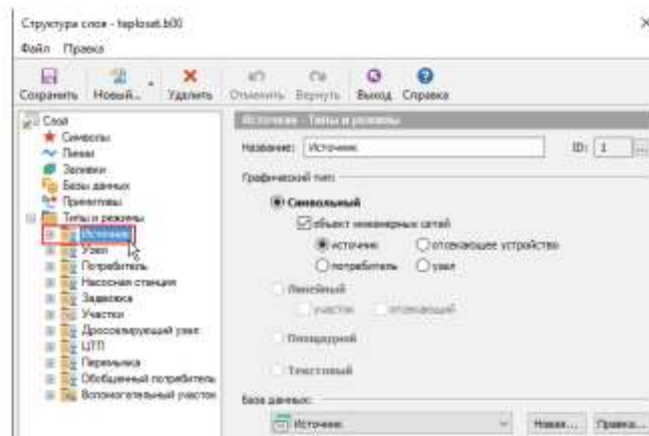 Структура слоя - teploset.b00
Файл Правка
Сохранить Новый... Удалить Отменить Вернуть Выход Справка
Слой
Символы
Линии
Заливки
Базы данных
Примитивы
Типы и режимы
Источник
Узел
Потребитель
Насосная станция
Задвижка
Участки
Дросселирующий узел
ЦТП
Перемычка
Обобщенный потребитель
Вспомогательный участок
Источник - Типы и режимы
Название: Источник ID: 1 ...
Графический тип:
Символьный
объект инженерных сетей
источник отсекающее устройство
потребитель узел
Линейный
участок отсекающий
Площадной
Текстовый
База данных:
Источник Новая... Правка...